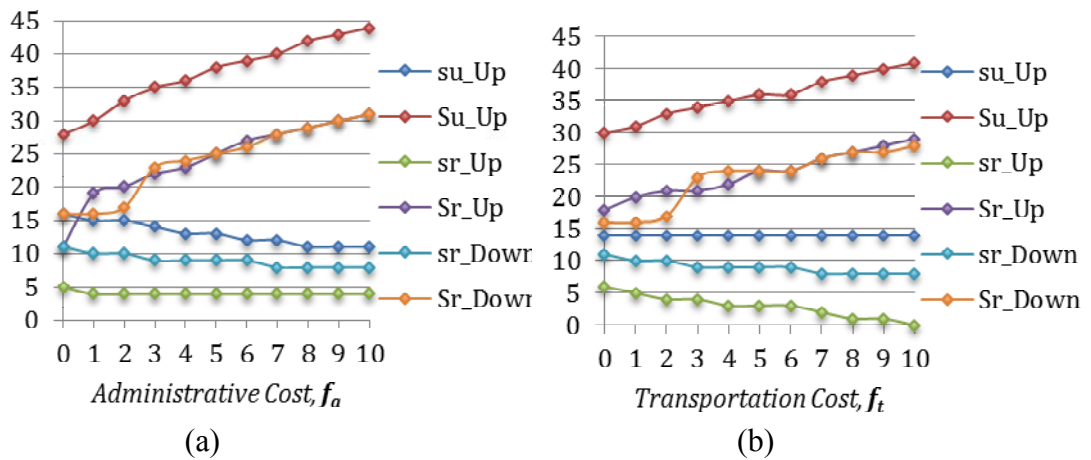 45
40
35
30
25
20
15
10
5
0
0 1 2 3 4 5 6 7 8 9 10
Administrative Cost, fa
su_Up
Su_Up
sr_Up
Sr_Up
sr_Down
Sr_Down
(a)
45
40
35
30
25
20
15
10
5
0
0 1 2 3 4 5 6 7 8 9 10
Transportation Cost, ft
su_Up
Su_Up
sr_Up
Sr_Up
sr_Down
Sr_Down
(b)